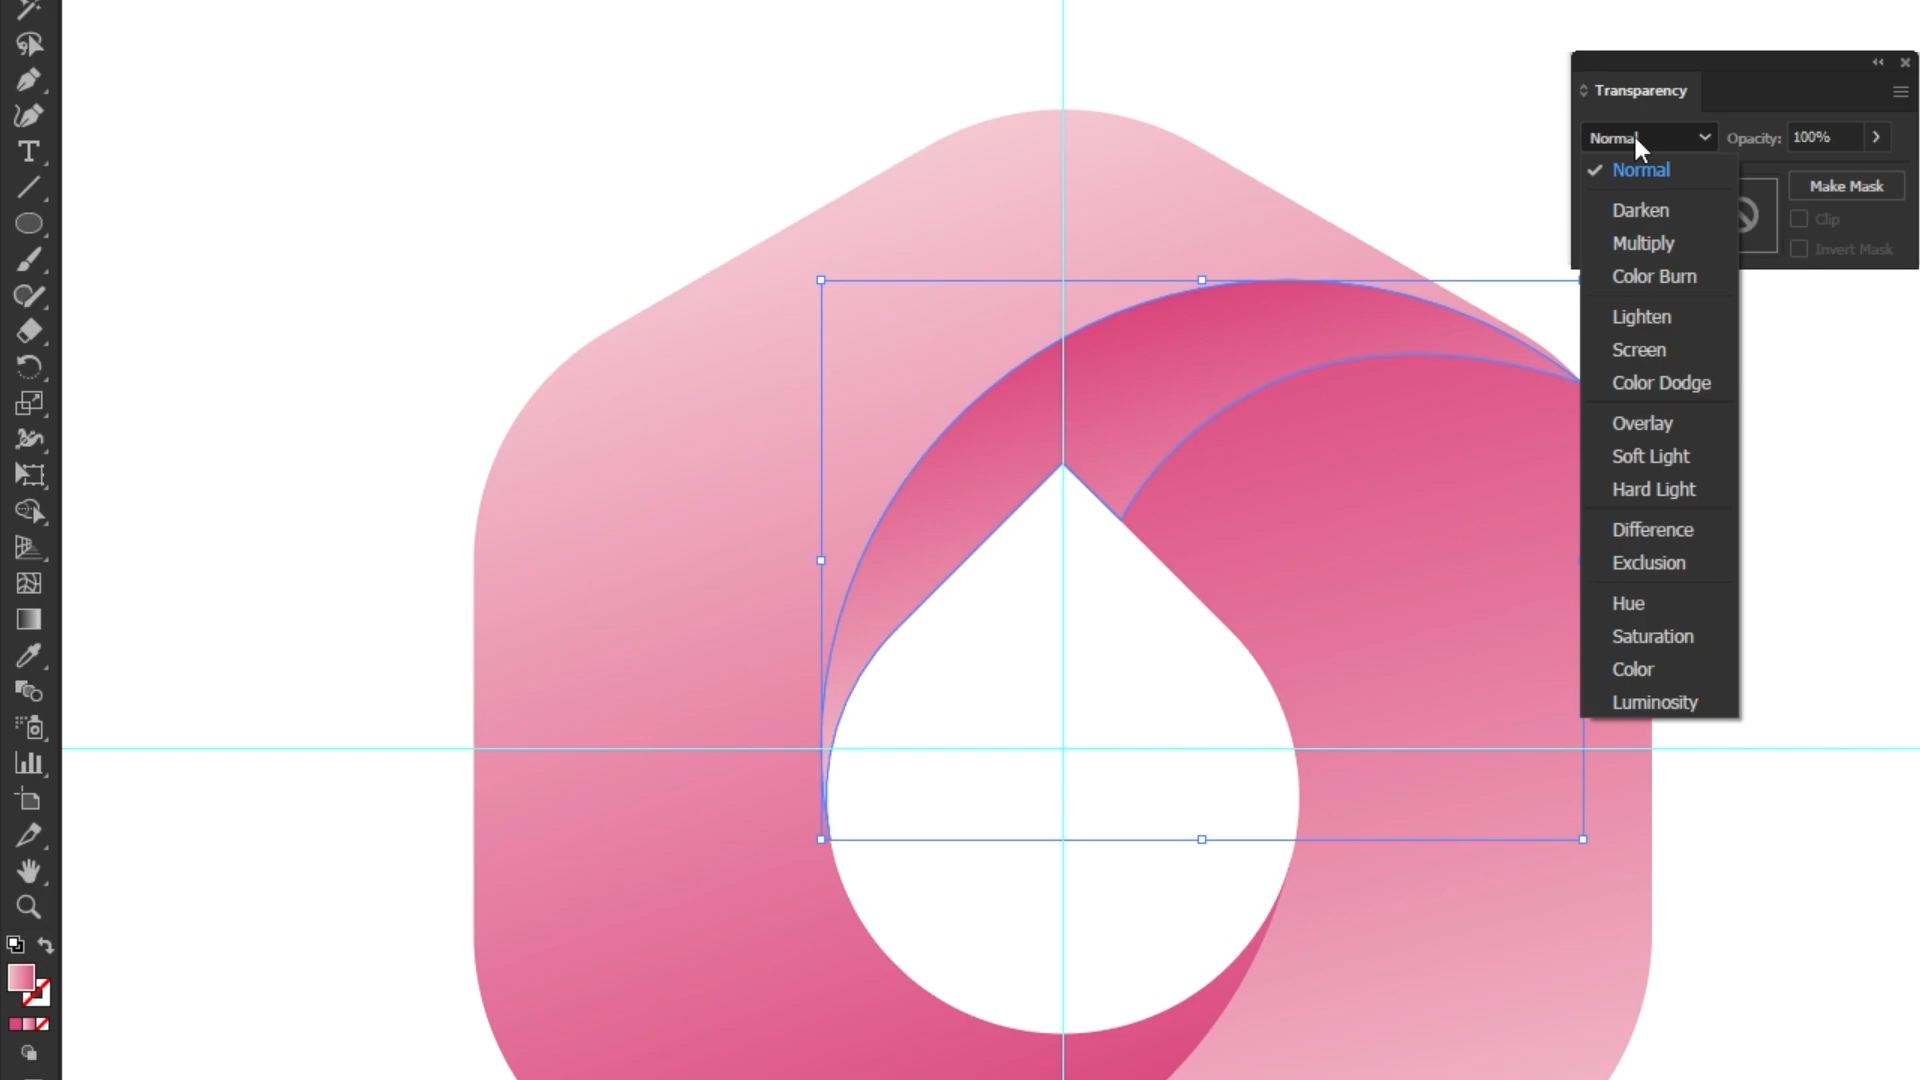 Transparency
Normal Opacity: 100%
Normal
Make Mask
Darken
Clip
Multiply
Invert Mask
Color Burn
Lighten
Screen
Color Dodge
Overlay
Soft Light
Hard Light
Difference
Exclusion
Hue
Saturation
Color
Luminosity